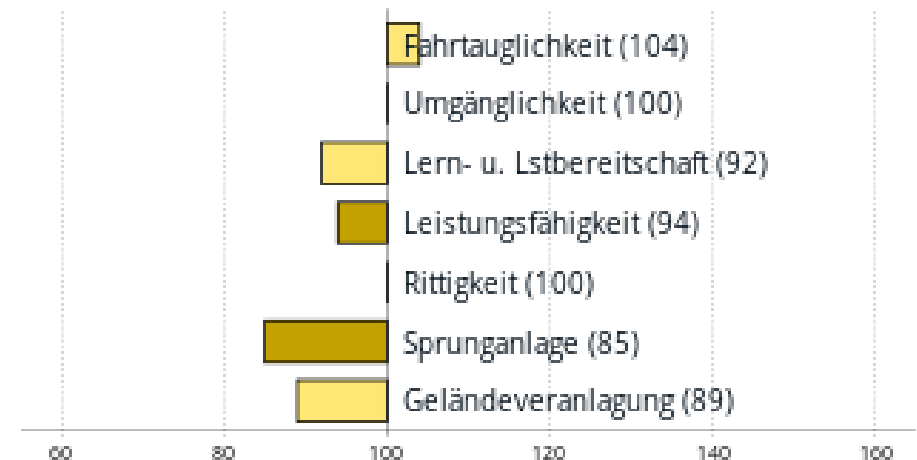 Fahrtauglichkeit (104)
Umgänglichkeit (100)
Lern- u. Lstbereitschaft (92)
Leistungsfähigkeit (94)
Rittigkeit (100)
Sprunganlage (85)
Geländeveranlagung (89)
60 80 100 120 140 160